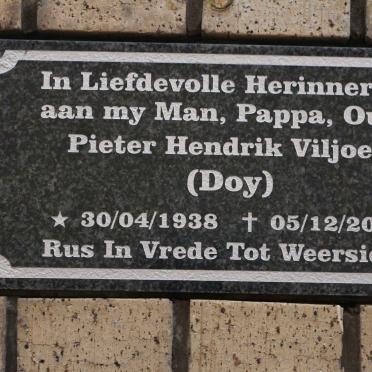 In Liefdevolle Herinner
aan my Man, Pappa, Ou
Pieter Hendrik Viljoe
(Doy)
★ 30/04/1938 † 05/12/20
Rus In Vrede Tot Weersi